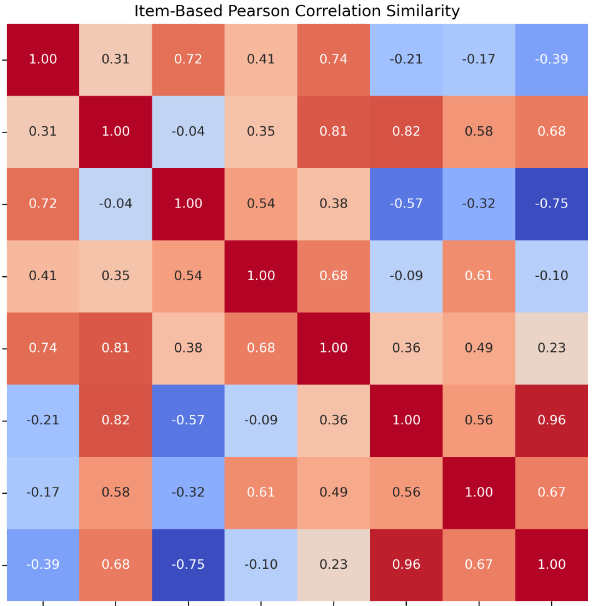 Item-Based Pearson Correlation Similarity
1.00 0.31 0.72 0.41 0.74 -0.21 -0.17 -0.39
0.31 1.00 -0.04 0.35 0.81 0.82 0.58 0.68
0.72 -0.04 1.00 0.54 0.38 -0.57 -0.32 -0.75
0.41 0.35 0.54 1.00 0.68 -0.09 0.61 -0.10
0.74 0.81 0.38 0.68 1.00 0.36 0.49 0.23
-0.21 0.82 -0.57 -0.09 0.36 1.00 0.56 0.96
-0.17 0.58 -0.32 0.61 0.49 0.56 1.00 0.67
-0.39 0.68 -0.75 -0.10 0.23 0.96 0.67 1.00